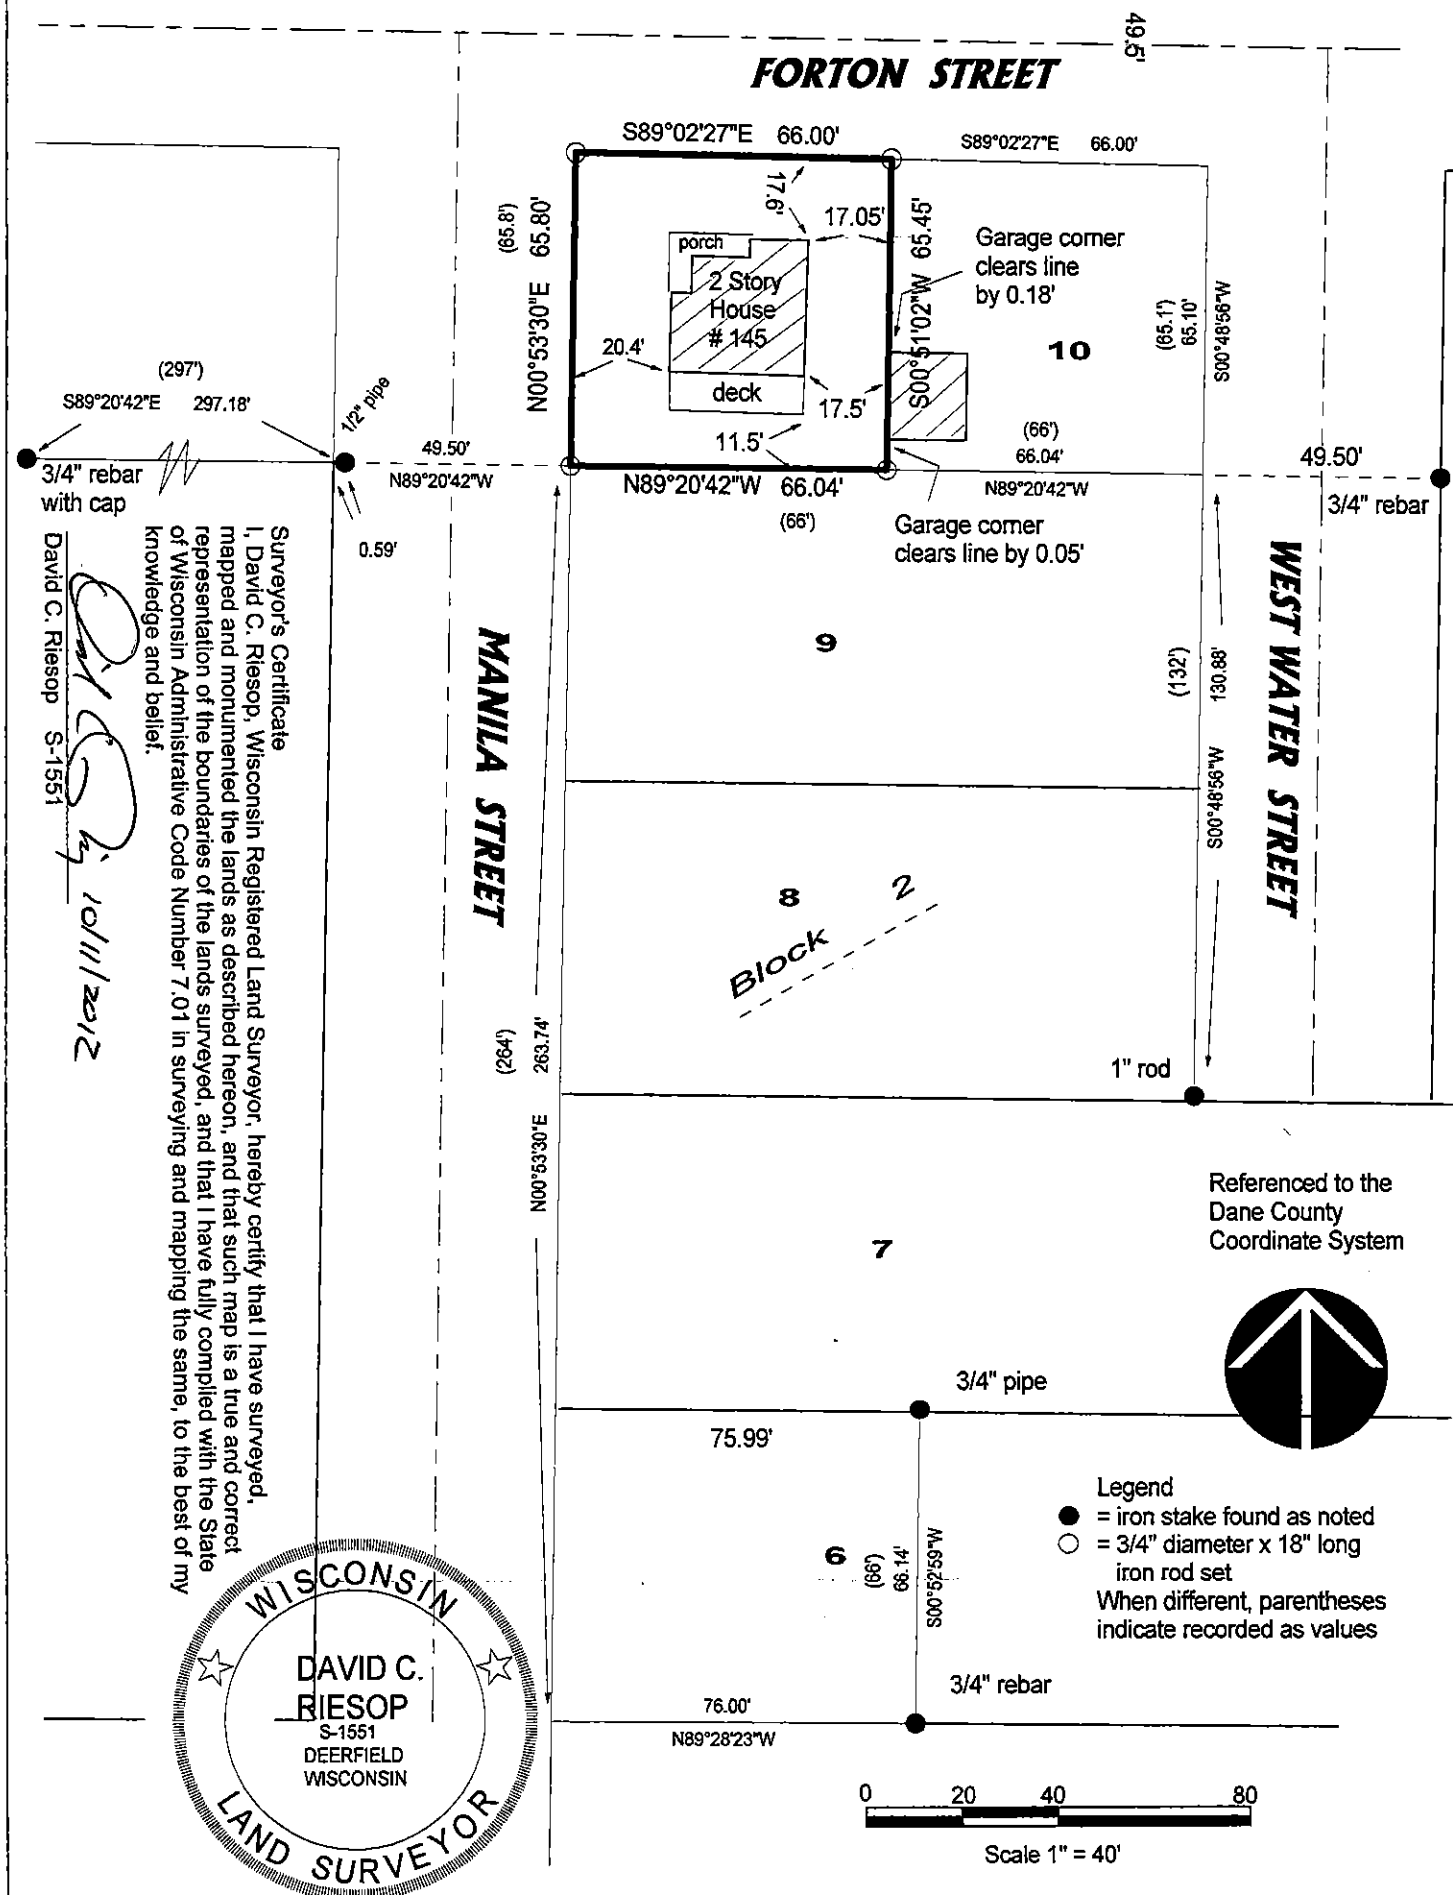 49.5'
FORTON STREET
S89°02'27"E 66.00'
S89°02'27"E 66.00'
17.6'
17.05'
(65.8')
N00°53'30"E 65.80'
porch
2 Story
House
# 145
20.4'
deck
17.5'
11.5'
S00°51'02"W 65.45'
Garage corner
clears line
by 0.18'
10
(65.1')
65.10'
S00°48'56"W
(297')
S89°20'42"E 297.18'
1/2" pipe
3/4" rebar
with cap
49.50'
N89°20'42"W
0.59'
N89°20'42"W 66.04'
(66')
(66')
66.04'
N89°20'42"W
49.50'
3/4" rebar
Garage corner
clears line by 0.05'
Surveyor's Certificate
I, David C. Riesop, Wisconsin Registered Land Surveyor, hereby certify that I have surveyed,
mapped and monumented the lands as described hereon, and that such map is a true and correct
representation of the boundaries of the lands surveyed, and that I have fully complied with the State
of Wisconsin Administrative Code Number 7.01 in surveying and mapping the same, to the best of my
knowledge and belief.
10/11/2012
David C. Riesop S-1551
MANILA STREET
9
(132')
130.88'
S00°48'56"W
WEST WATER STREET
8
Block 2
(264')
263.74'
N00°53'30"E
1" rod
7
Referenced to the
Dane County
Coordinate System
3/4" pipe
75.99'
6
(66')
66.14'
S00°52'59"W
3/4" rebar
76.00'
N89°28'23"W
Legend
= iron stake found as noted
= 3/4" diameter x 18" long
iron rod set
When different, parentheses
indicate recorded as values
WISCONSIN
DAVID C.
RIESOP
S-1551
DEERFIELD
WISCONSIN
LAND SURVEYOR
0 20 40 80
Scale 1" = 40'